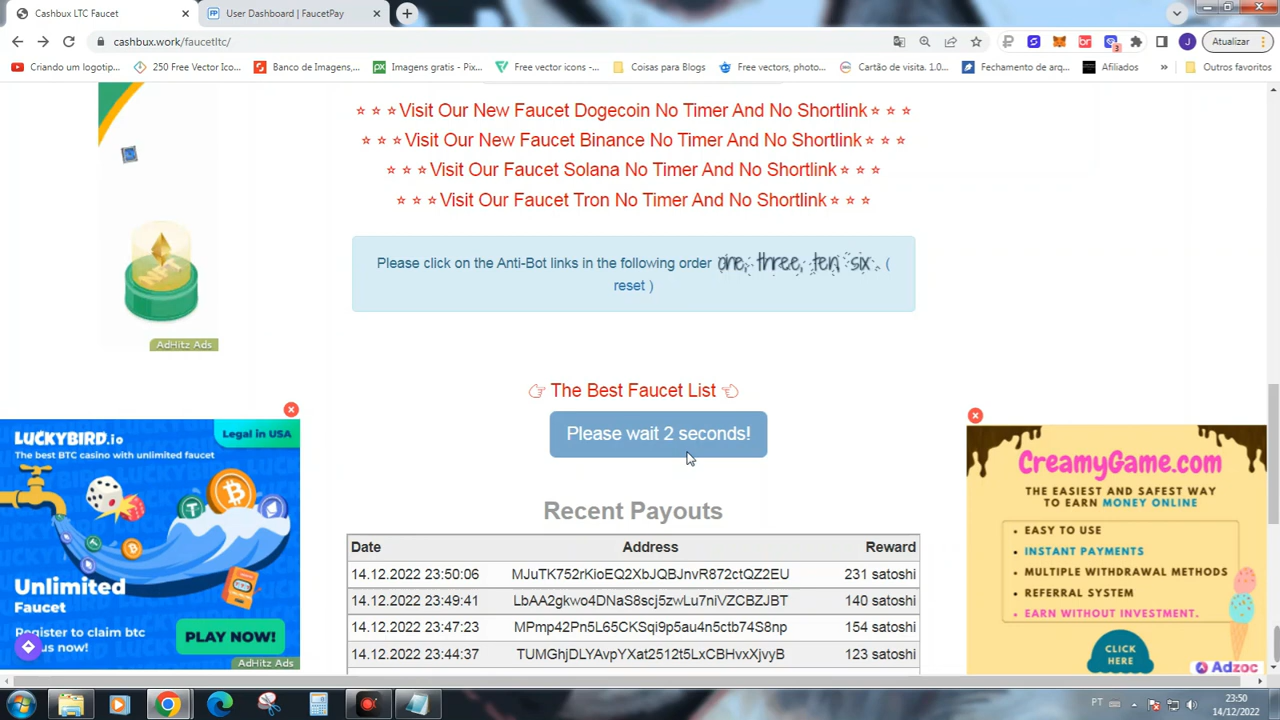 Cashbux LTC Faucet
User Dashboard | FaucetPay
cashbux.work/faucetltc/
Atualizar
Criando um logotip...
250 Free Vector Ico...
Banco de Imagens,...
Imagens gratis - Pix...
Free vector icons -...
Coisas para Blogs
Free vectors, photo...
Cartão de visita. 1.0...
Fechamento de arq...
Afiliados
»
Outros favoritos
Visit Our New Faucet Dogecoin No Timer And No Shortlink
Visit Our New Faucet Binance No Timer And No Shortlink
Visit Our Faucet Solana No Timer And No Shortlink
Visit Our Faucet Tron No Timer And No Shortlink
Please click on the Anti-Bot links in the following order one, three, ten, six. (
reset )
NFT
AdHitz Ads
The Best Faucet List
Please wait 2 seconds!
LUCKYBIRD.io
Legal in USA
The best BTC casino with unlimited faucet
Unlimited
Faucet
Register to claim btc
us now!
PLAY NOW!
AdHitz Ads
Recent Payouts
Date Address Reward
14.12.2022 23:50:06 MJuTK752rKioEQ2XbJQBJnvR872ctQZ2EU 231 satoshi
14.12.2022 23:49:41 LbAA2gkwo4DNaS8scj5zwLu7niVZCBZJBT 140 satoshi
14.12.2022 23:47:23 MPmp42Pn5L65CKSqi9p5au4n5ctb74S8np 154 satoshi
14.12.2022 23:44:37 TUMGhjDLYAvpYXat2512t5LxCBHvxXjvyB 123 satoshi
CreamyGame.com
THE EASIEST AND SAFEST WAY
TO EARN MONEY ONLINE
EASY TO USE
INSTANT PAYMENTS
MULTIPLE WITHDRAWAL METHODS
REFERRAL SYSTEM
EARN WITHOUT INVESTMENT.
CLICK
HERE
Adzoc
PT
23:50
14/12/2022